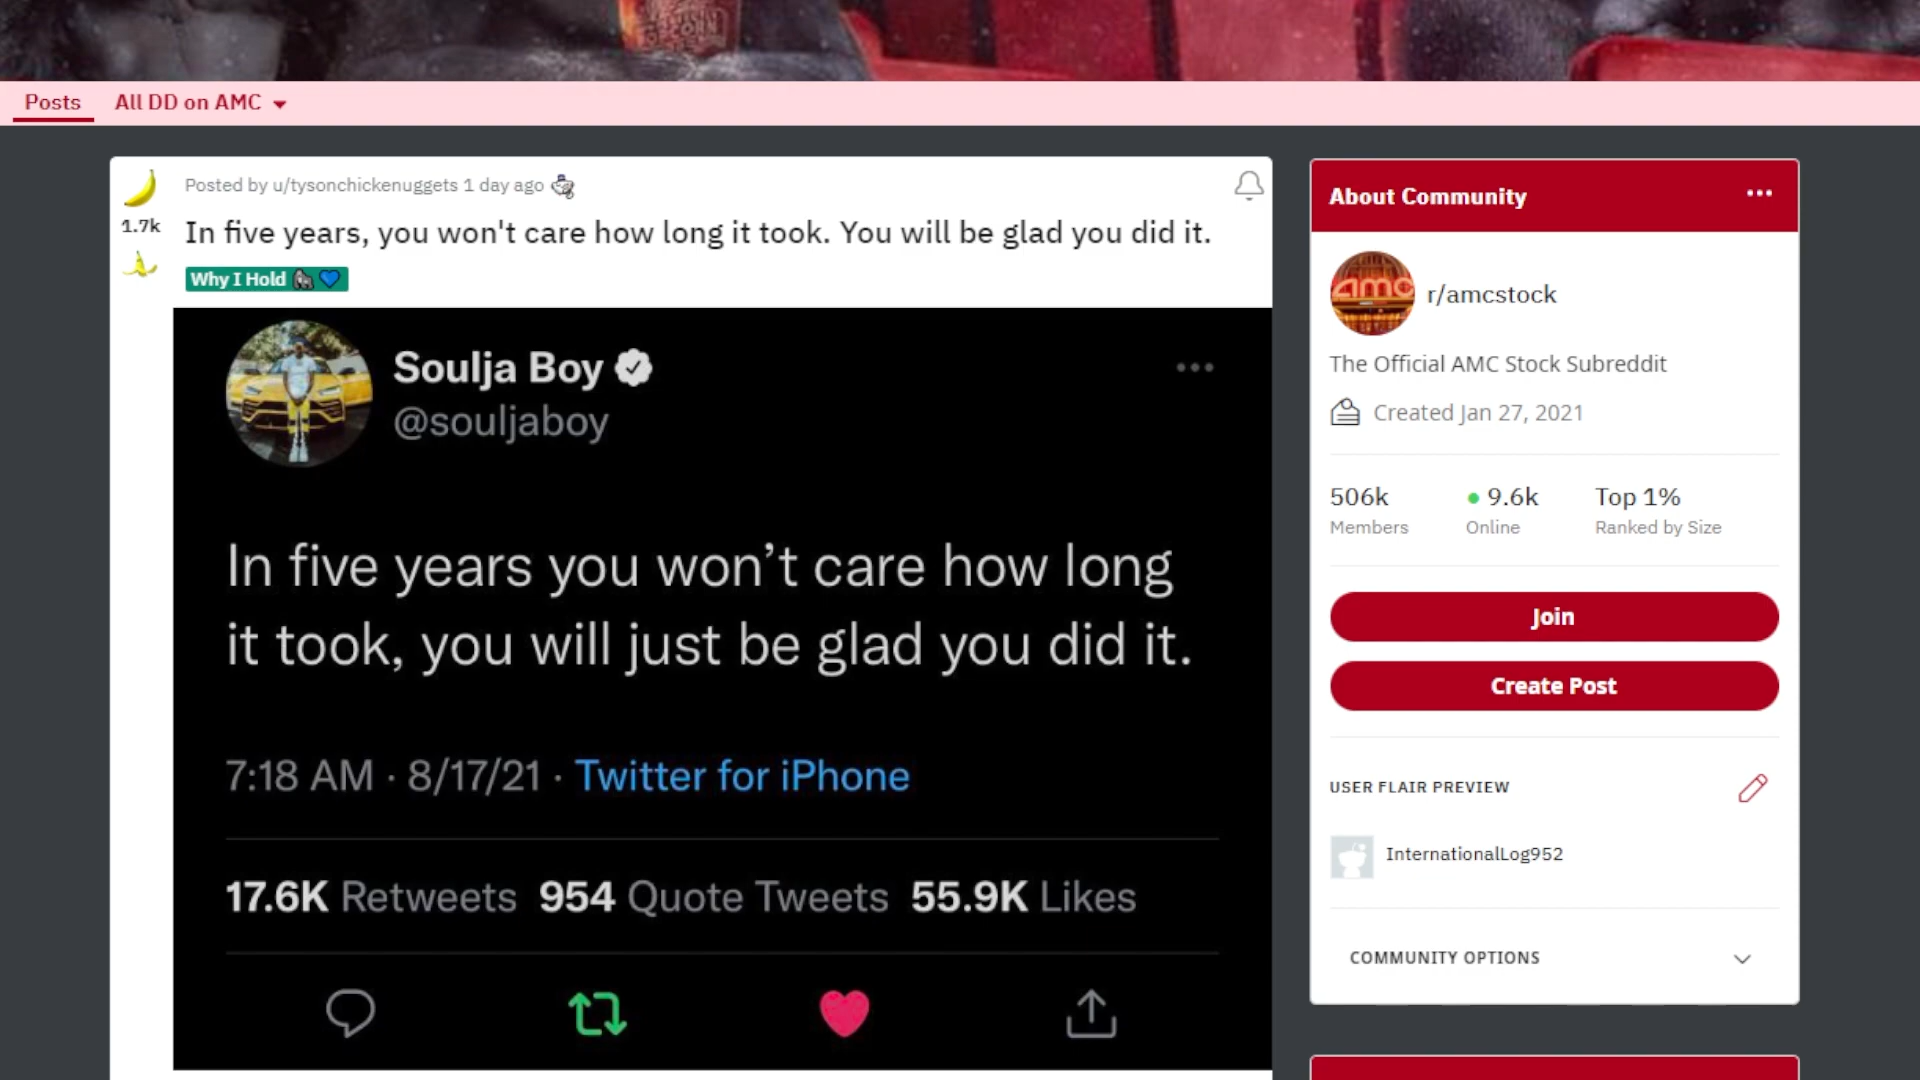 Posts
All DD on AMC
Posted by u/tysonchickenuggets 1 day ago
1.7k
In five years, you won't care how long it took. You will be glad you did it.
Why I Hold
Soulja Boy
@souljaboy
In five years you won’t care how long
it took, you will just be glad you did it.
7:18 AM · 8/17/21 · Twitter for iPhone
17.6K Retweets 954 Quote Tweets 55.9K Likes
About Community
amc
r/amcstock
The Official AMC Stock Subreddit
Created Jan 27, 2021
506k 9.6k Top 1%
Members Online Ranked by Size
Join
Create Post
USER FLAIR PREVIEW
InternationalLog952
COMMUNITY OPTIONS